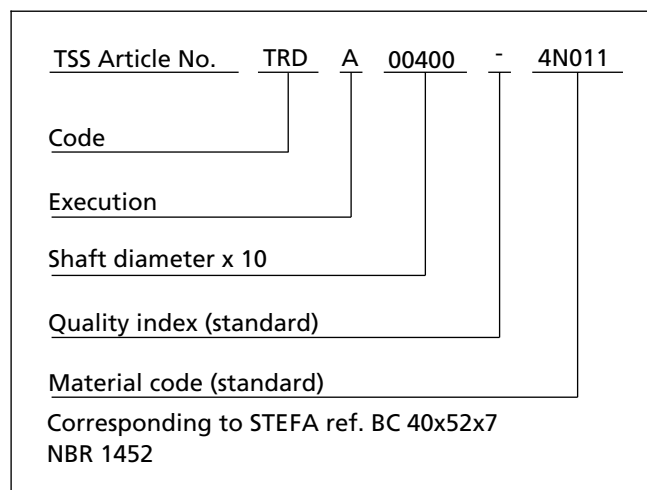 TSS Article No. TRD A 00400 - 4N011
Code
Execution
Shaft diameter x 10
Quality index (standard)
Material code (standard)
Corresponding to STEFA ref. BC 40x52x7
NBR 1452